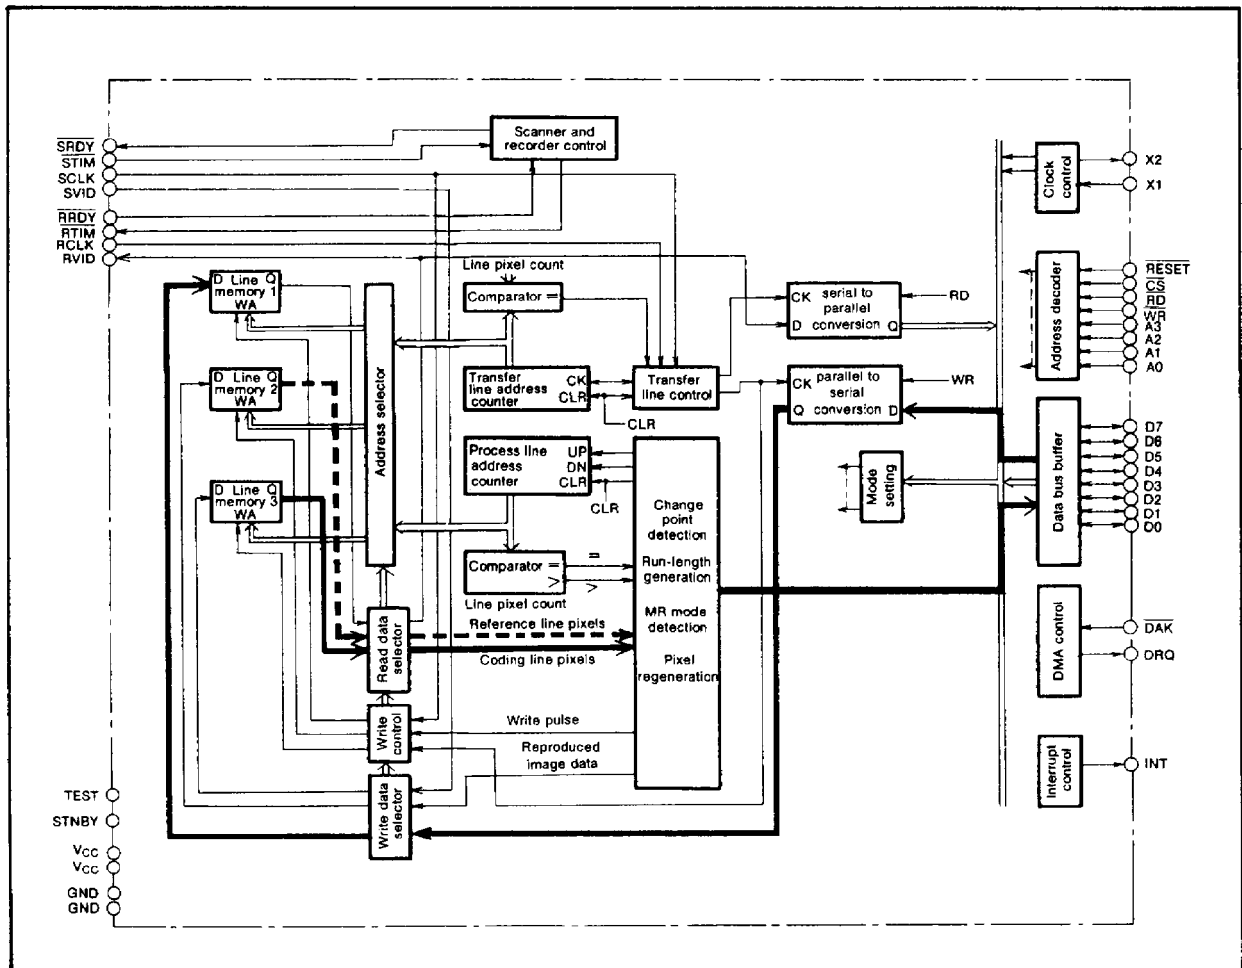 Scanner and
recorder control
SRDY
STIM
SCLK
SVID
RRDY
RTIM
RCLK
RVID
Clock
control
X2
X1
Line pixel count
Comparator =
D Line Q
memory 1
WA
CK serial to
parallel
D conversion Q
RD
Address decoder
RESET
CS
RD
WR
A3
A2
A1
A0
D Line Q
memory 2
WA
Address selector
Transfer CK
line address
counter CLR
Transfer
line control
CLR
CK parallel to
serial
Q conversion D
WR
Process line UP
address DN
counter CLR
CLR
D Line Q
memory 3
WA
Mode
setting
Data bus buffer
D7
D6
D5
D4
D3
D2
D1
D0
Change
point
detection
Run-length
generation
MR mode
detection
Pixel
regeneration
Comparator =
>
=
>
Line pixel count
Reference line pixels
Coding line pixels
Read data
selector
DMA control
DAK
DRQ
Write
control
Write pulse
Reproduced
image data
Write data
selector
Interrupt
control
INT
TEST
STNBY
VCC
VCC
GND
GND